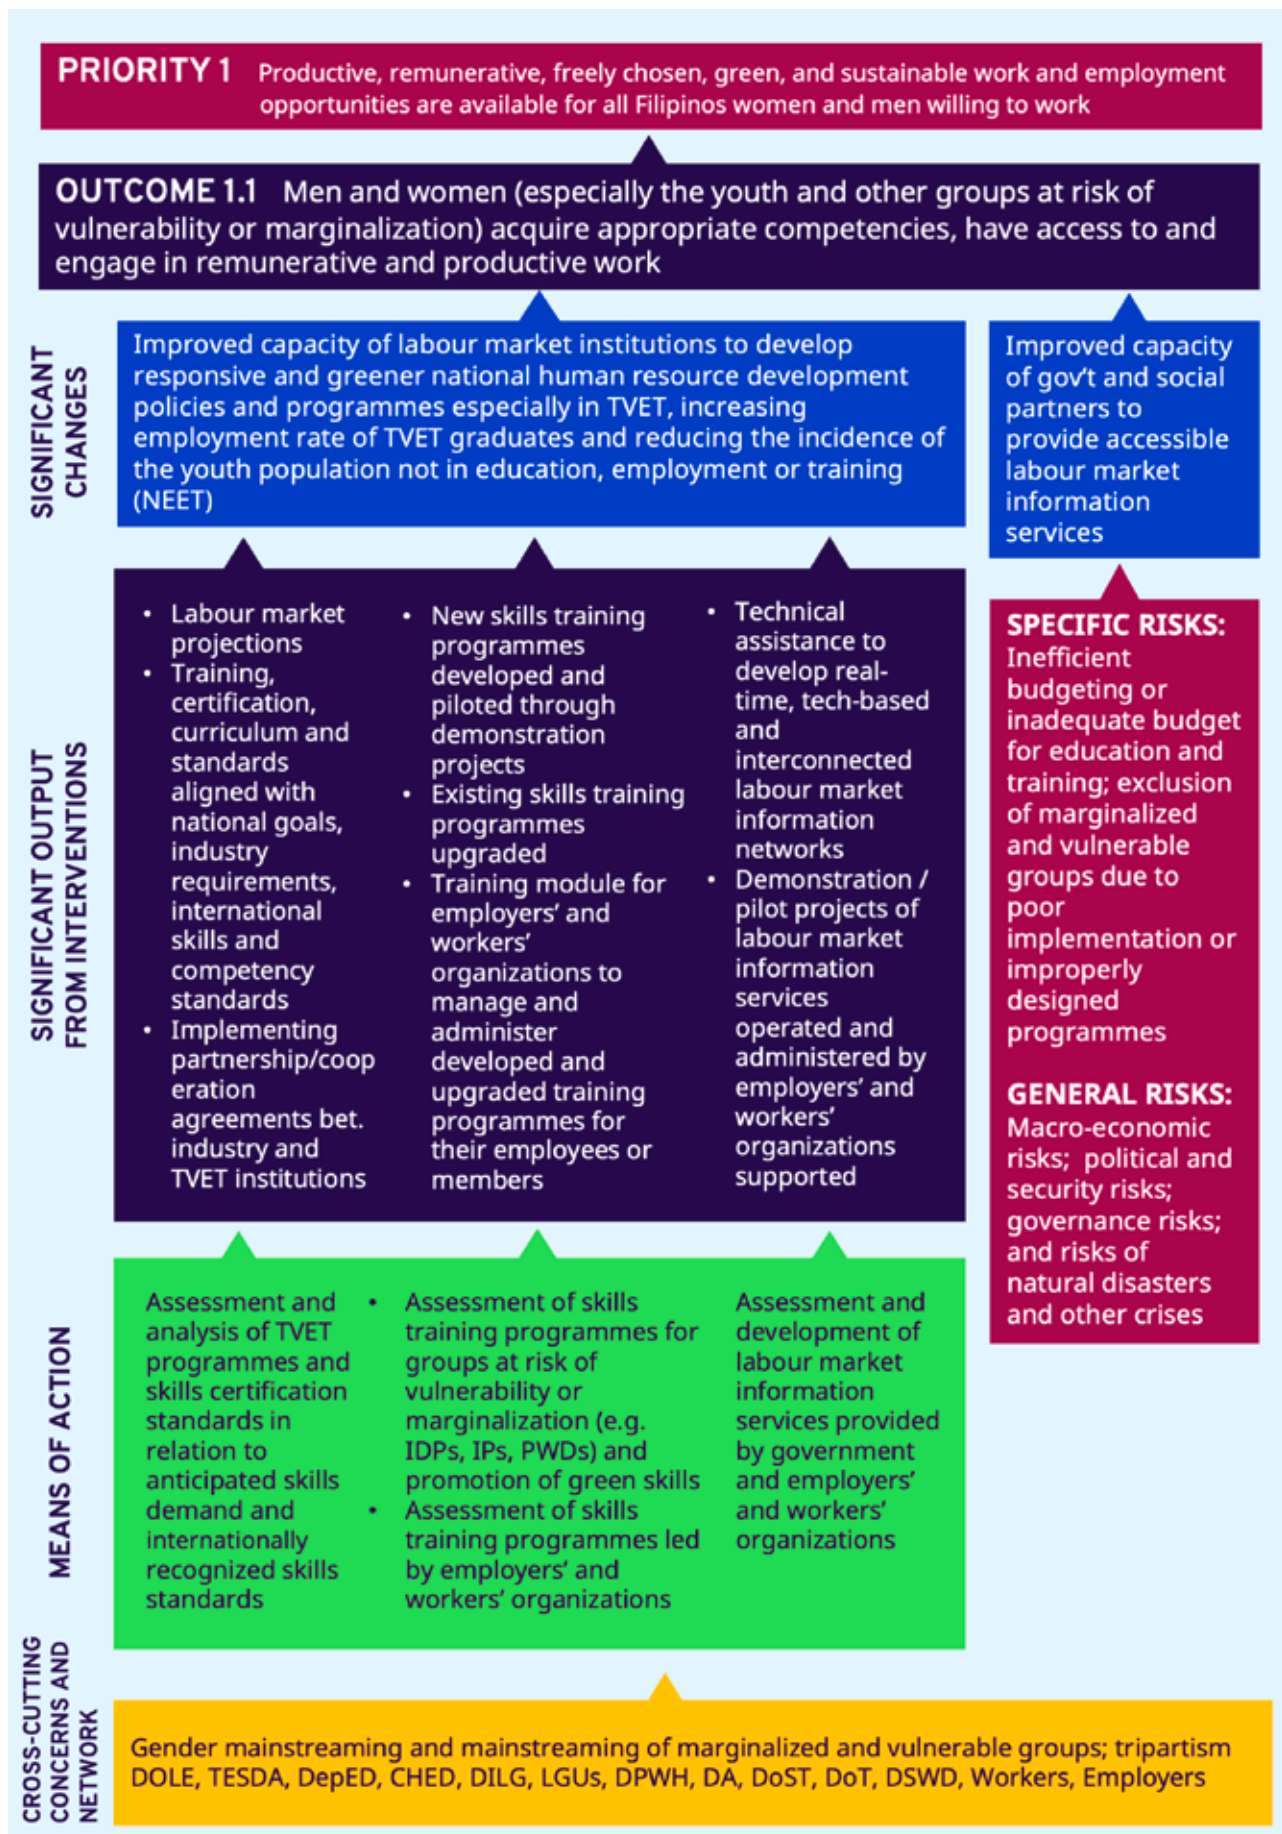 PRIORITY 1 Productive, remunerative, freely chosen, green, and sustainable work and employment
opportunities are available for all Filipinos women and men willing to work
OUTCOME 1.1 Men and women (especially the youth and other groups at risk of
vulnerability or marginalization) acquire appropriate competencies, have access to and
engage in remunerative and productive work
SIGNIFICANT
CHANGES
Improved capacity of labour market institutions to develop
responsive and greener national human resource development
policies and programmes especially in TVET, increasing
employment rate of TVET graduates and reducing the incidence of
the youth population not in education, employment or training
(NEET)
Improved capacity
of gov't and social
partners to
provide accessible
labour market
information
services
SIGNIFICANT OUTPUT
FROM INTERVENTIONS
• Labour market
projections
• Training,
certification,
curriculum and
standards
aligned with
national goals,
industry
requirements,
international
skills and
competency
standards
• Implementing
partnership/coop
eration
agreements bet.
industry and
TVET institutions
• New skills training
programmes
developed and
piloted through
demonstration
projects
• Existing skills training
programmes
upgraded
• Training module for
employers' and
workers'
organizations to
manage and
administer
developed and
upgraded training
programmes for
their employees or
members
• Technical
assistance to
develop real-
time, tech-based
and
interconnected
labour market
information
networks
• Demonstration /
pilot projects of
labour market
information
services
operated and
administered by
employers' and
workers'
organizations
supported
SPECIFIC RISKS:
Inefficient
budgeting or
inadequate budget
for education and
training; exclusion
of marginalized
and vulnerable
groups due to
poor
implementation or
improperly
designed
programmes
GENERAL RISKS:
Macro-economic
risks; political and
security risks;
governance risks;
and risks of
natural disasters
and other crises
MEANS OF ACTION
Assessment and
analysis of TVET
programmes and
skills certification
standards in
relation to
anticipated skills
demand and
internationally
recognized skills
standards
• Assessment of skills
training programmes for
groups at risk of
vulnerability or
marginalization (e.g.
IDPs, IPs, PWDs) and
promotion of green skills
• Assessment of skills
training programmes led
by employers' and
workers' organizations
Assessment and
development of
labour market
information
services provided
by government
and employers'
and workers'
organizations
CROSS-CUTTING
CONCERNS AND
NETWORK
Gender mainstreaming and mainstreaming of marginalized and vulnerable groups; tripartism
DOLE, TESDA, DepED, CHED, DILG, LGUs, DPWH, DA, DoST, DoT, DSWD, Workers, Employers